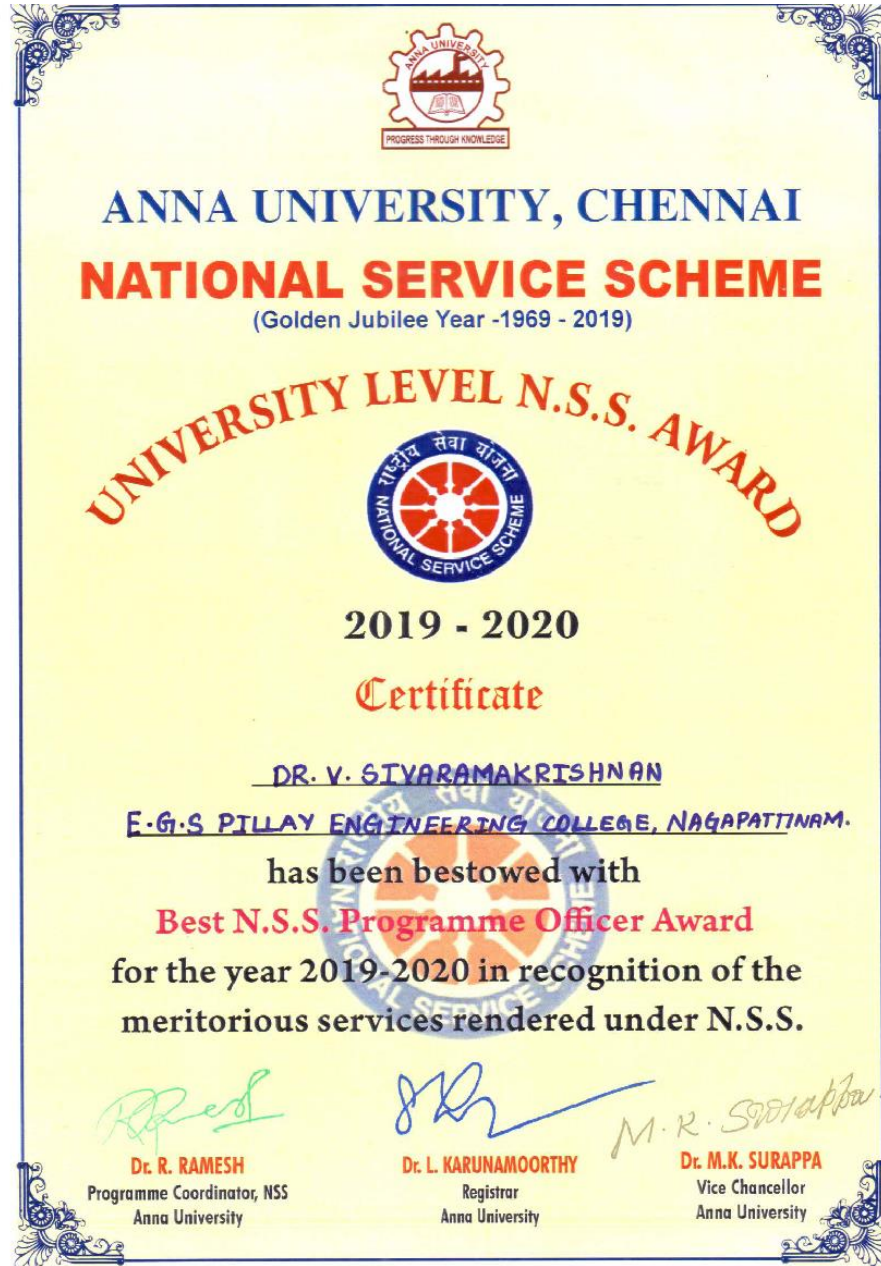 ANNA UNIVERSITY
PROGRESS THROUGH KNOWLEDGE
ANNA UNIVERSITY, CHENNAI
NATIONAL SERVICE SCHEME
(Golden Jubilee Year -1969 - 2019)
UNIVERSITY LEVEL N.S.S. AWARD
राष्ट्रीय सेवा योजना
NATIONAL SERVICE SCHEME
2019 - 2020
Certificate
DR. V. SIVARAMAKRISHNAN
E.G.S PILLAY ENGINEERING COLLEGE, NAGAPATTINAM.
has been bestowed with
Best N.S.S. Programme Officer Award
for the year 2019-2020 in recognition of the
meritorious services rendered under N.S.S.
Dr. R. RAMESH
Programme Coordinator, NSS
Anna University
Dr. L. KARUNAMOORTHY
Registrar
Anna University
Dr. M.K. SURAPPA
Vice Chancellor
Anna University